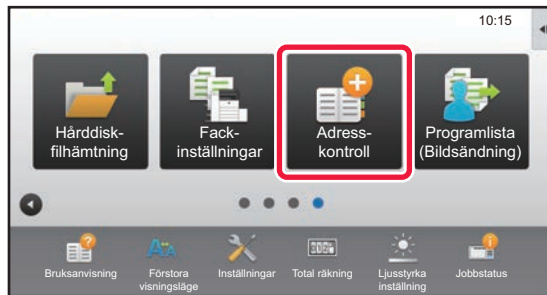 10:15
Hårddisk-
filhämtning
Fack-
inställningar
Adress-
kontroll
Programlista
(Bildsändning)
Bruksanvisning
Förstora
visningsläge
Inställningar
Total räkning
Ljusstyrka
inställning
Jobbstatus